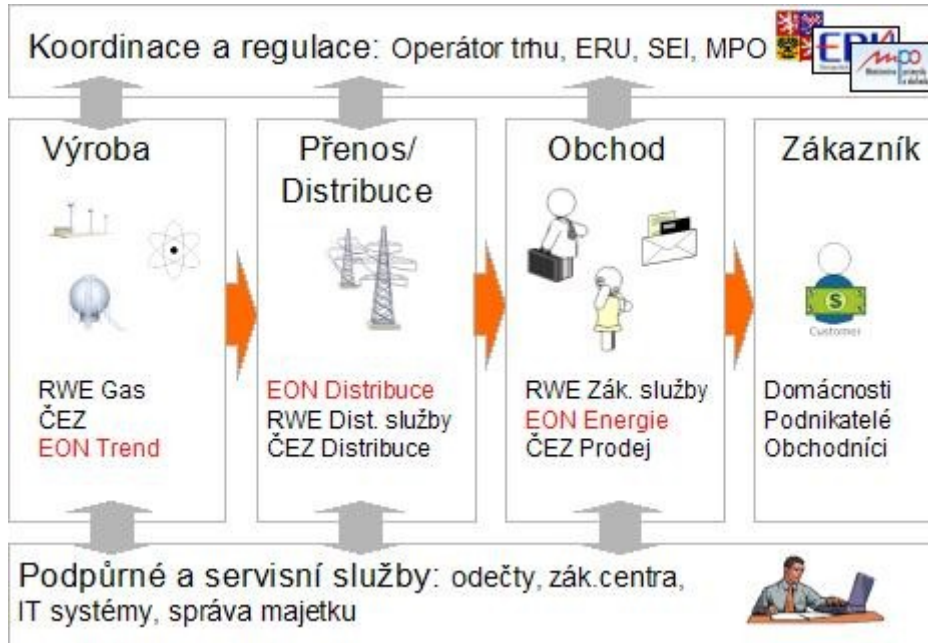 Koordinace a regulace: Operátor trhu, ERU, SEI, MPO
Výroba
RWE Gas
ČEZ
EON Trend
Přenos/
Distribuce
EON Distribuce
RWE Dist. služby
ČEZ Distribuce
Obchod
RWE Zák. služby
EON Energie
ČEZ Prodej
Zákazník
S
Customer
Domácnosti
Podnikatelé
Obchodníci
Podpůrné a servisní služby: odečty, zák.centra,
IT systémy, správa majetku